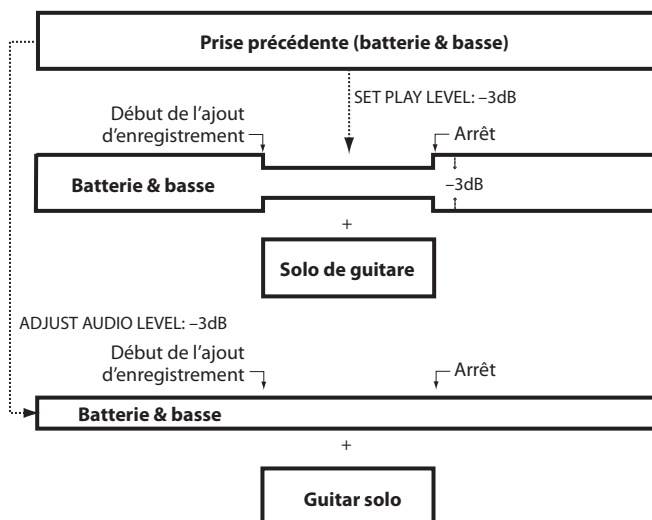 Prise précédente (batterie & basse)
SET PLAY LEVEL: –3dB
Début de l’ajout
d’enregistrement
Arrêt
Batterie & basse
–3dB
+
Solo de guitare
ADJUST AUDIO LEVEL: –3dB
Début de l’ajout
d’enregistrement
Arrêt
Batterie & basse
+
Guitar solo